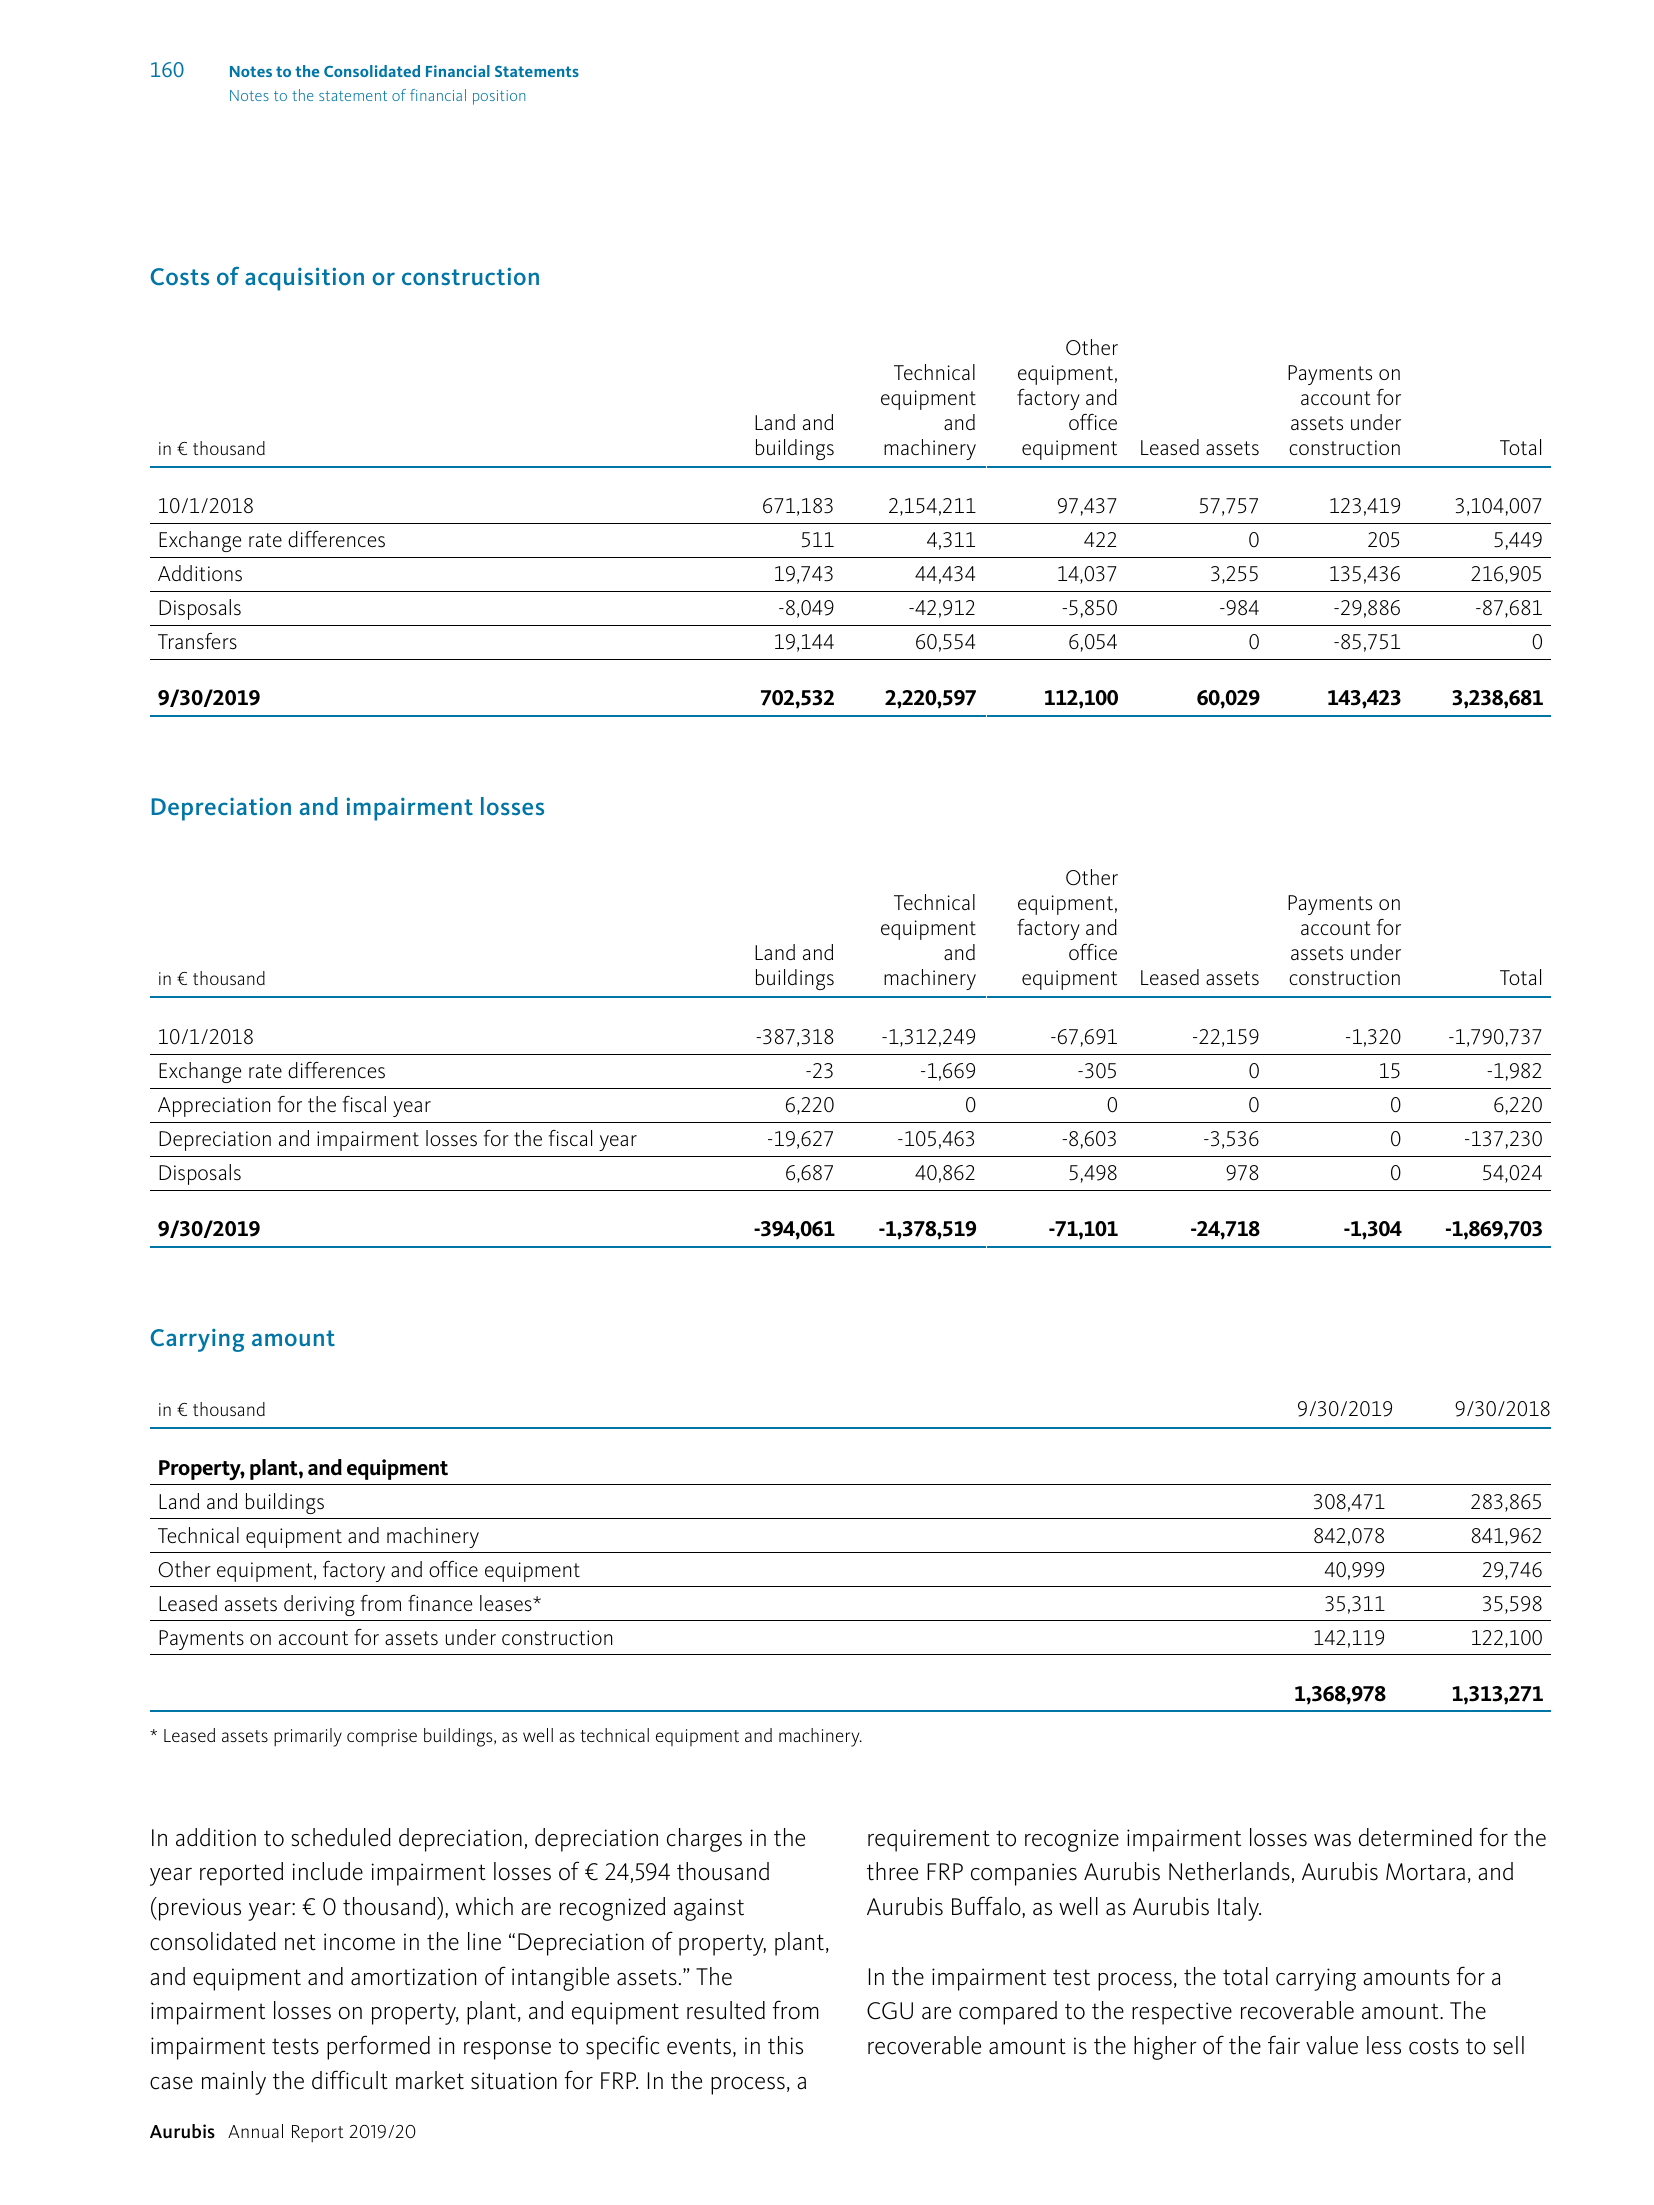 160 Notes to the Consolidated Financial Statements
Notes to the statement of financial position
Costs of acquisition or construction
in € thousand Land and buildings Technical equipment and machinery Other equipment, factory and office equipment Leased assets Payments on account for assets under construction Total
10/1/2018 671,183 2,154,211 97,437 57,757 123,419 3,104,007
Exchange rate differences 511 4,311 422 0 205 5,449
Additions 19,743 44,434 14,037 3,255 135,436 216,905
Disposals -8,049 -42,912 -5,850 -984 -29,886 -87,681
Transfers 19,144 60,554 6,054 0 -85,751 0
9/30/2019 702,532 2,220,597 112,100 60,029 143,423 3,238,681
Depreciation and impairment losses
in € thousand Land and buildings Technical equipment and machinery Other equipment, factory and office equipment Leased assets Payments on account for assets under construction Total
10/1/2018 -387,318 -1,312,249 -67,691 -22,159 -1,320 -1,790,737
Exchange rate differences -23 -1,669 -305 0 15 -1,982
Appreciation for the fiscal year 6,220 0 0 0 0 6,220
Depreciation and impairment losses for the fiscal year -19,627 -105,463 -8,603 -3,536 0 -137,230
Disposals 6,687 40,862 5,498 978 0 54,024
9/30/2019 -394,061 -1,378,519 -71,101 -24,718 -1,304 -1,869,703
Carrying amount
in € thousand 9/30/2019 9/30/2018
Property, plant, and equipment
Land and buildings 308,471 283,865
Technical equipment and machinery 842,078 841,962
Other equipment, factory and office equipment 40,999 29,746
Leased assets deriving from finance leases* 35,311 35,598
Payments on account for assets under construction 142,119 122,100
1,368,978 1,313,271
* Leased assets primarily comprise buildings, as well as technical equipment and machinery.
In addition to scheduled depreciation, depreciation charges in the
year reported include impairment losses of € 24,594 thousand
(previous year: € 0 thousand), which are recognized against
consolidated net income in the line “Depreciation of property, plant,
and equipment and amortization of intangible assets.” The
impairment losses on property, plant, and equipment resulted from
impairment tests performed in response to specific events, in this
case mainly the difficult market situation for FRP. In the process, a
requirement to recognize impairment losses was determined for the
three FRP companies Aurubis Netherlands, Aurubis Mortara, and
Aurubis Buffalo, as well as Aurubis Italy.
In the impairment test process, the total carrying amounts for a
CGU are compared to the respective recoverable amount. The
recoverable amount is the higher of the fair value less costs to sell
Aurubis Annual Report 2019/20